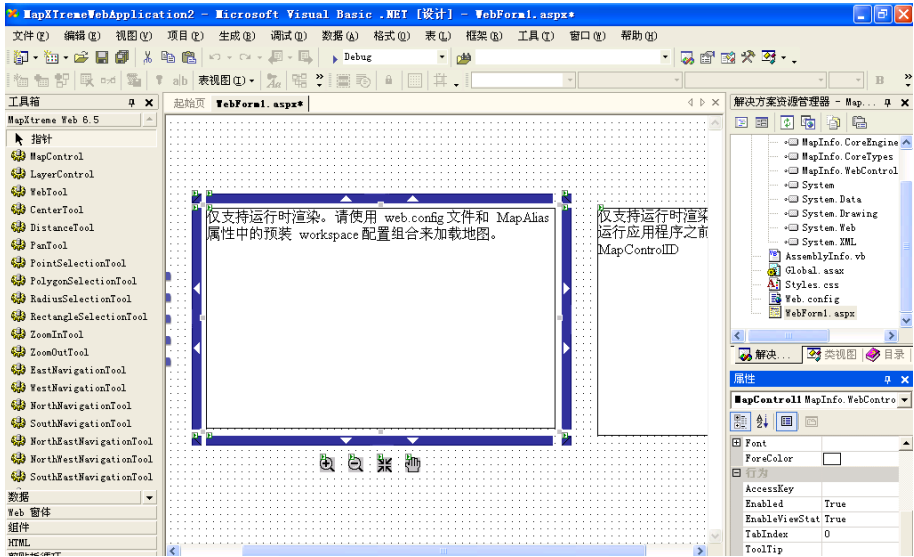 MapXTremeWebApplication2 - Microsoft Visual Basic .NET [设计] - WebForm1.aspx*
文件(F) 编辑(E) 视图(V) 项目(P) 生成(B) 调试(D) 数据(A) 格式(O) 表(L) 框架(R) 工具(T) 窗口(W) 帮助(H)
Debug
表视图(I)
B
工具箱
MapXtreme Web 6.5
指针
MapControl
LayerControl
WebTool
CenterTool
DistanceTool
PanTool
PointSelectionTool
PolygonSelectionTool
RadiusSelectionTool
RectangleSelectionTool
ZoomInTool
ZoomOutTool
EastNavigationTool
WestNavigationTool
NorthNavigationTool
SouthNavigationTool
NorthEastNavigationTool
NorthWestNavigationTool
SouthEastNavigationTool
数据
Web 窗体
组件
HTML
起始页 WebForm1.aspx*
仅支持运行时渲染。请使用 web.config 文件和 MapAlias
属性中的预装 workspace 配置组合来加载地图。
仅支持运行时渲染
运行应用程序之前
MapControlID
解决方案资源管理器 - Map...
MapInfo.CoreEngine
MapInfo.CoreTypes
MapInfo.WebControl
System
System.Data
System.Drawing
System.Web
System.XML
AssemblyInfo.vb
Global.asax
Styles.css
Web.config
WebForm1.aspx
解决... 类视图 目录
属性
MapControl1 MapInfo.WebContro
Font
ForeColor
行为
AccessKey
Enabled True
EnableViewStat True
TabIndex 0
ToolTip